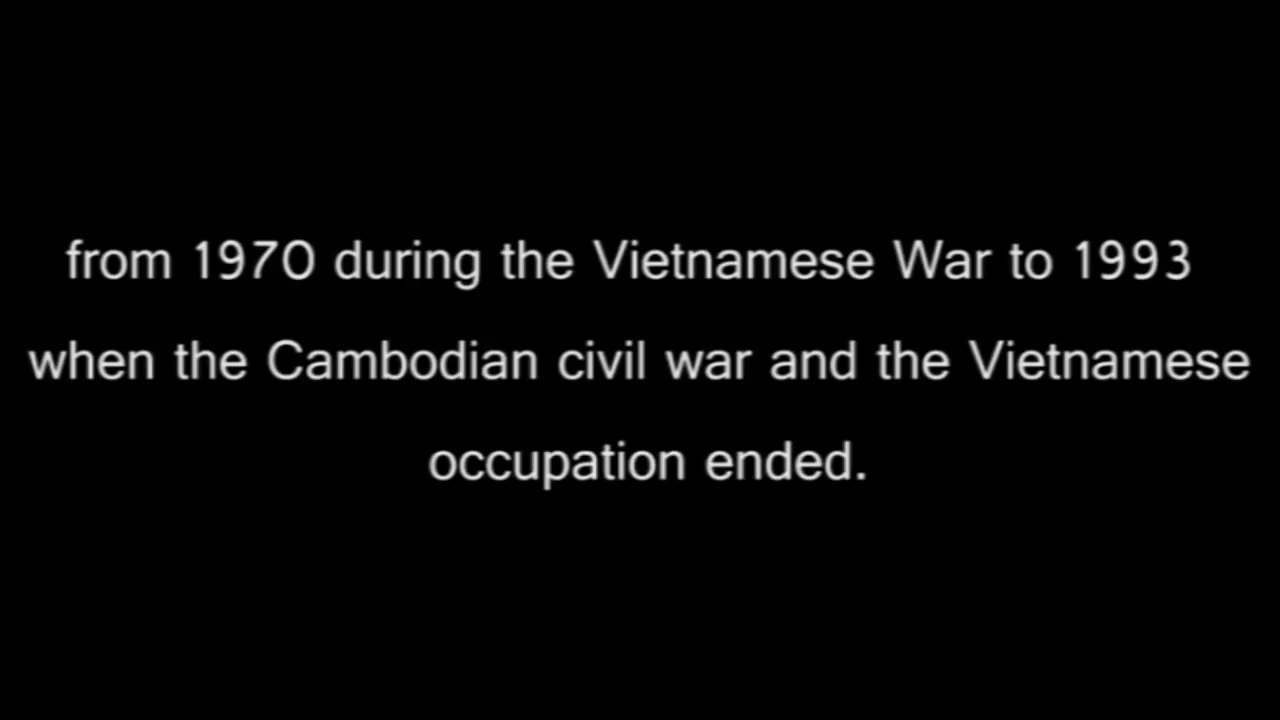 from 1970 during the Vietnamese War to 1993
when the Cambodian civil war and the Vietnamese
occupation ended.